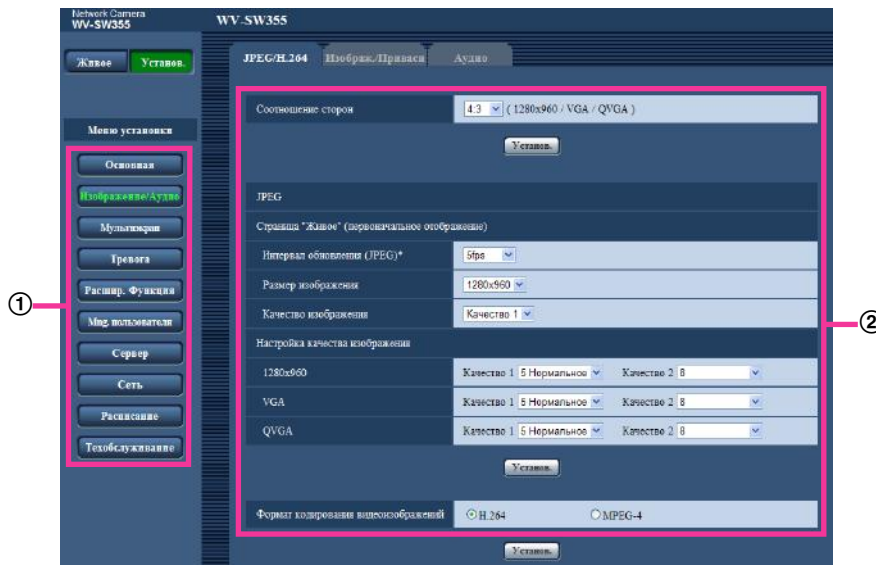 Network Camera
WV-SW355
WV-SW355
Живое
Установ.
JPEG/H.264
Изображ./Приваси
Аудио
Соотношение сторон
4:3 ( 1280x960 / VGA / QVGA )
Установ.
Меню установки
Основная
Изображение/Аудио
Мультиэкран
Тревога
Расшир. Функция
Mng. пользователя
Сервер
Сеть
Расписание
Техобслуживание
①
②
JPEG
Страница "Живое" (первоначальное отображение)
Интервал обновления (JPEG)*
5fps
Размер изображения
1280x960
Качество изображения
Качество 1
Настройка качества изображения
1280x960
Качество 1 5 Нормальное Качество 2 8
VGA
Качество 1 5 Нормальное Качество 2 8
QVGA
Качество 1 5 Нормальное Качество 2 8
Установ.
Формат кодирования видеоизображений
H.264
MPEG-4
Установ.